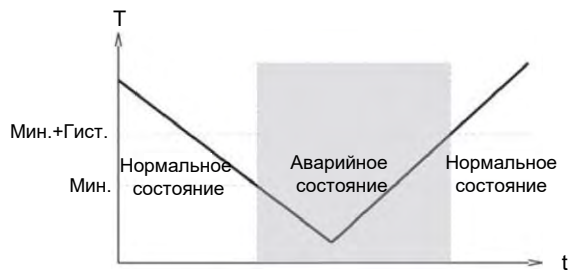 T
Мин.+Гист.
Нормальное
состояние
Аварийное
состояние
Нормальное
состояние
Мин.
t